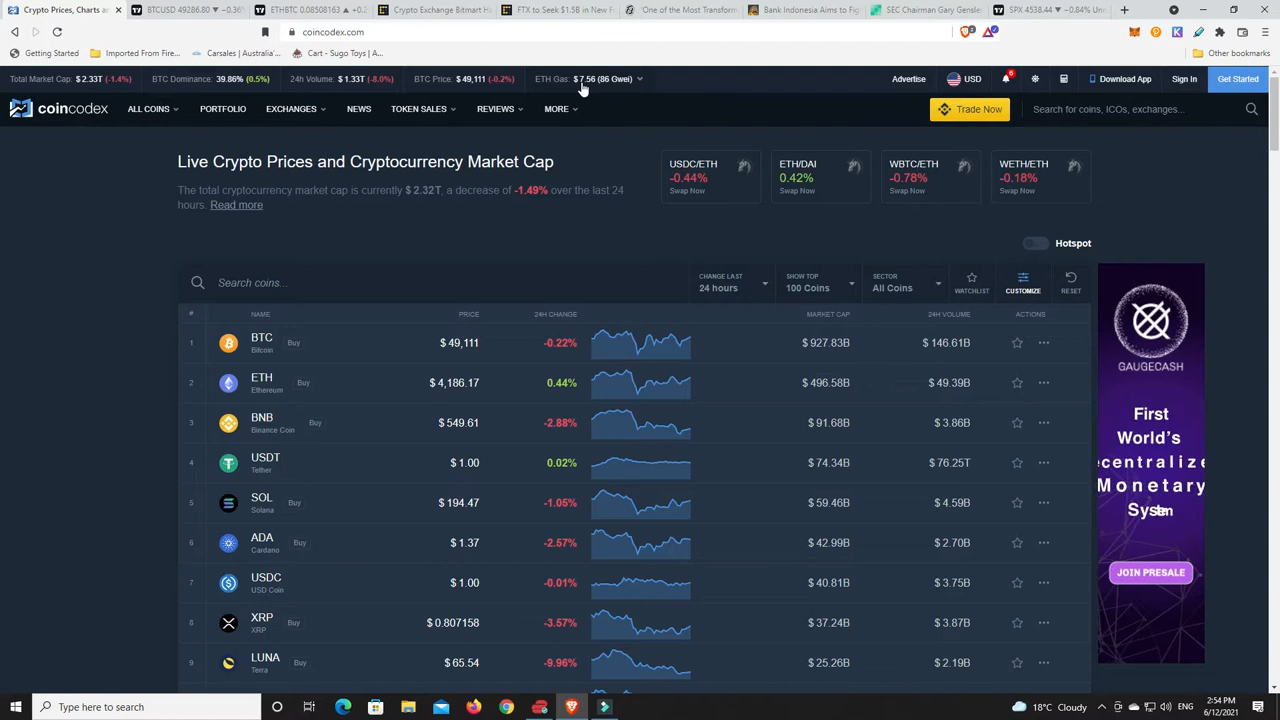 Crypto Prices, Charts a
BTCUSD 49286.80 −0.36%
ETHBTC 0.08508163 +0.2
Crypto Exchange Bitmart Ha
FTX to Seek $1.5B in New F
'One of the Most Transform
Bank Indonesia Aims to Figh
SEC Chairman Gary Gensle
SPX 4538.44 −0.84% Un
coincodex.com
Getting Started
Imported From Fire...
Carsales (Australia)
Cart - Sugo Toys | A...
Other bookmarks
Total Market Cap: $ 2.33T (-1.4%)
BTC Dominance: 39.86% (0.5%)
24h Volume: $ 1.33T (-8.0%)
BTC Price: $ 49,111 (-0.2%)
ETH Gas: $ 7.56 (86 Gwei)
Advertise
USD
6
Download App
Sign In
Get Started
coincodex
ALL COINS
PORTFOLIO
EXCHANGES
NEWS
TOKEN SALES
REVIEWS
MORE
Trade Now
Search for coins, ICOs, exchanges...
Live Crypto Prices and Cryptocurrency Market Cap
The total cryptocurrency market cap is currently $ 2.32T, a decrease of -1.49% over the last 24
hours. Read more
USDC/ETH
-0.44%
Swap Now
ETH/DAI
0.42%
Swap Now
WBTC/ETH
-0.78%
Swap Now
WETH/ETH
-0.18%
Swap Now
Hotspot
Search coins...
CHANGE LAST
24 hours
SHOW TOP
100 Coins
SECTOR
All Coins
WATCHLIST
CUSTOMIZE
RESET
# NAME PRICE 24H CHANGE MARKET CAP 24H VOLUME ACTIONS
1 BTC Bitcoin Buy $ 49,111 -0.22% $ 927.83B $ 146.61B
2 ETH Ethereum Buy $ 4,186.17 0.44% $ 496.58B $ 49.39B
3 BNB Binance Coin Buy $ 549.61 -2.88% $ 91.68B $ 3.86B
4 USDT Tether $ 1.00 0.02% $ 74.34B $ 76.25T
5 SOL Solana Buy $ 194.47 -1.05% $ 59.46B $ 4.59B
6 ADA Cardano Buy $ 1.37 -2.57% $ 42.99B $ 2.70B
7 USDC USD Coin $ 1.00 -0.01% $ 40.81B $ 3.75B
8 XRP XRP Buy $ 0.807158 -3.57% $ 37.24B $ 3.87B
9 LUNA Terra Buy $ 65.54 -9.96% $ 25.26B $ 2.19B
GAUGECASH
First
World's
ecentralize
Monetary
System
JOIN PRESALE
Type here to search
18°C Cloudy
2:54 PM
6/12/2021